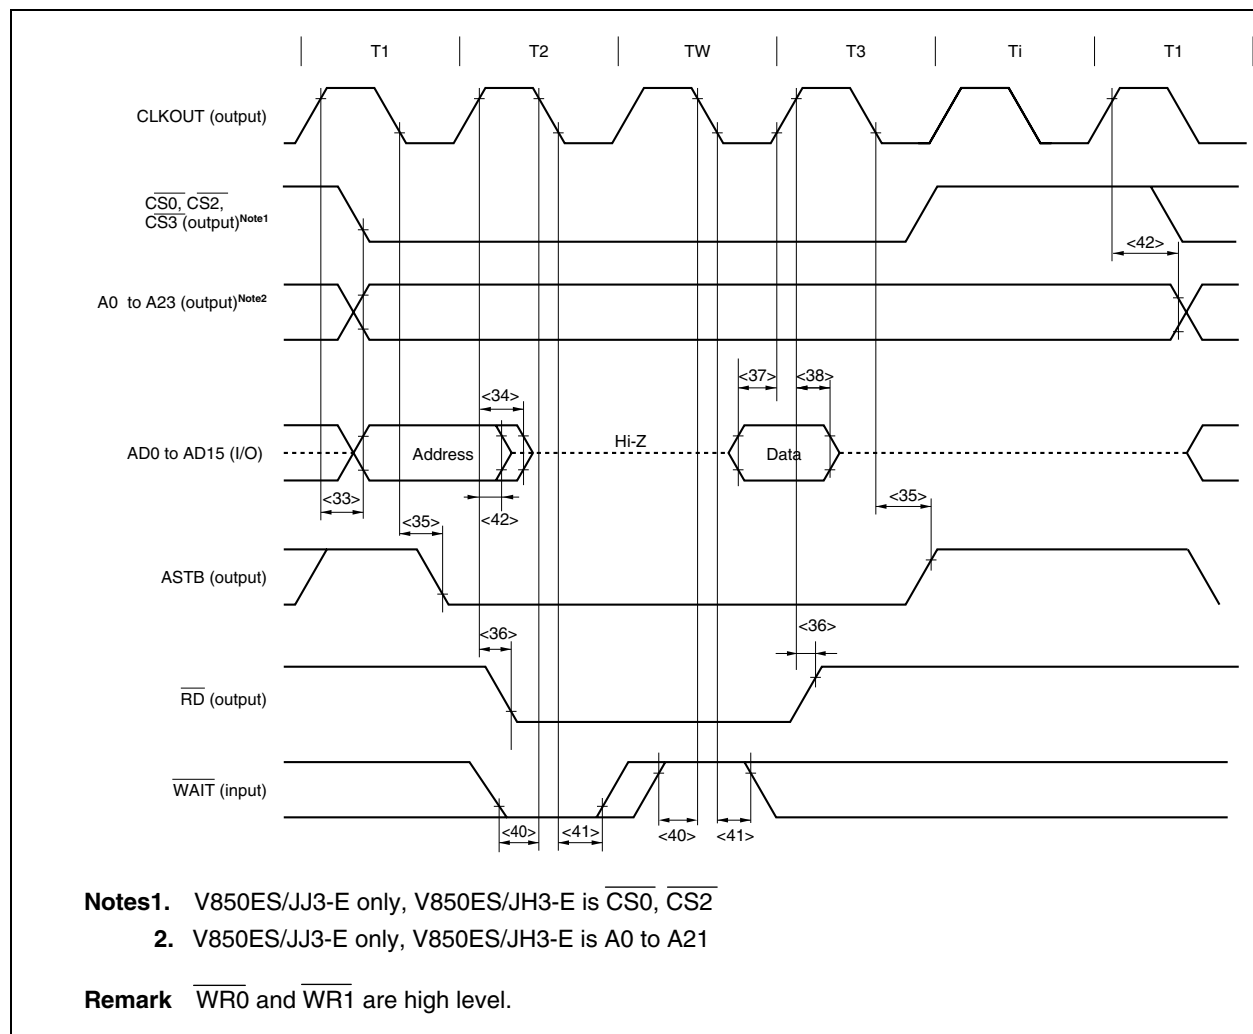 T1 T2 TW T3 Ti T1
CLKOUT (output)
CS0, CS2,
CS3 (output)Note1
<42>
A0 to A23 (output)Note2
<37> <38>
<34>
Hi-Z
AD0 to AD15 (I/O)
Address
Data
<33>
<35>
<42>
<35>
ASTB (output)
<36>
<36>
RD (output)
WAIT (input)
<40> <41> <40> <41>
Notes1. V850ES/JJ3-E only, V850ES/JH3-E is CS0, CS2
2. V850ES/JJ3-E only, V850ES/JH3-E is A0 to A21
Remark WR0 and WR1 are high level.